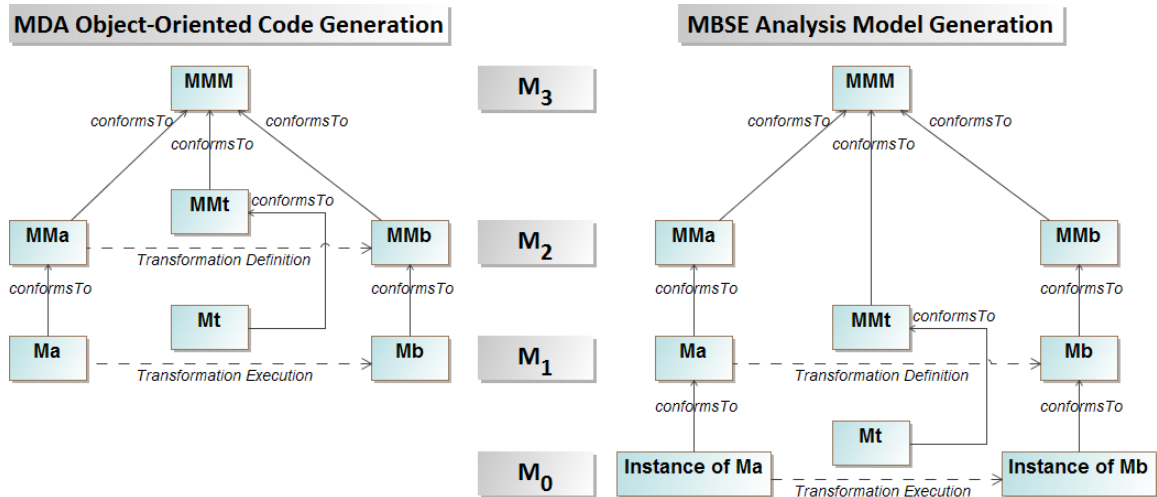 MDA Object-Oriented Code Generation
MBSE Analysis Model Generation
MMM
M3
MMM
conformsTo
conformsTo
conformsTo
conformsTo
conformsTo
conformsTo
MMt
conformsTo
MMa
MMb
M2
MMa
MMb
Transformation Definition
conformsTo
conformsTo
conformsTo
conformsTo
Mt
MMt
conformsTo
Ma
Mb
M1
Ma
Mb
Transformation Execution
Transformation Definition
conformsTo
conformsTo
Mt
M0
Instance of Ma
Instance of Mb
Transformation Execution